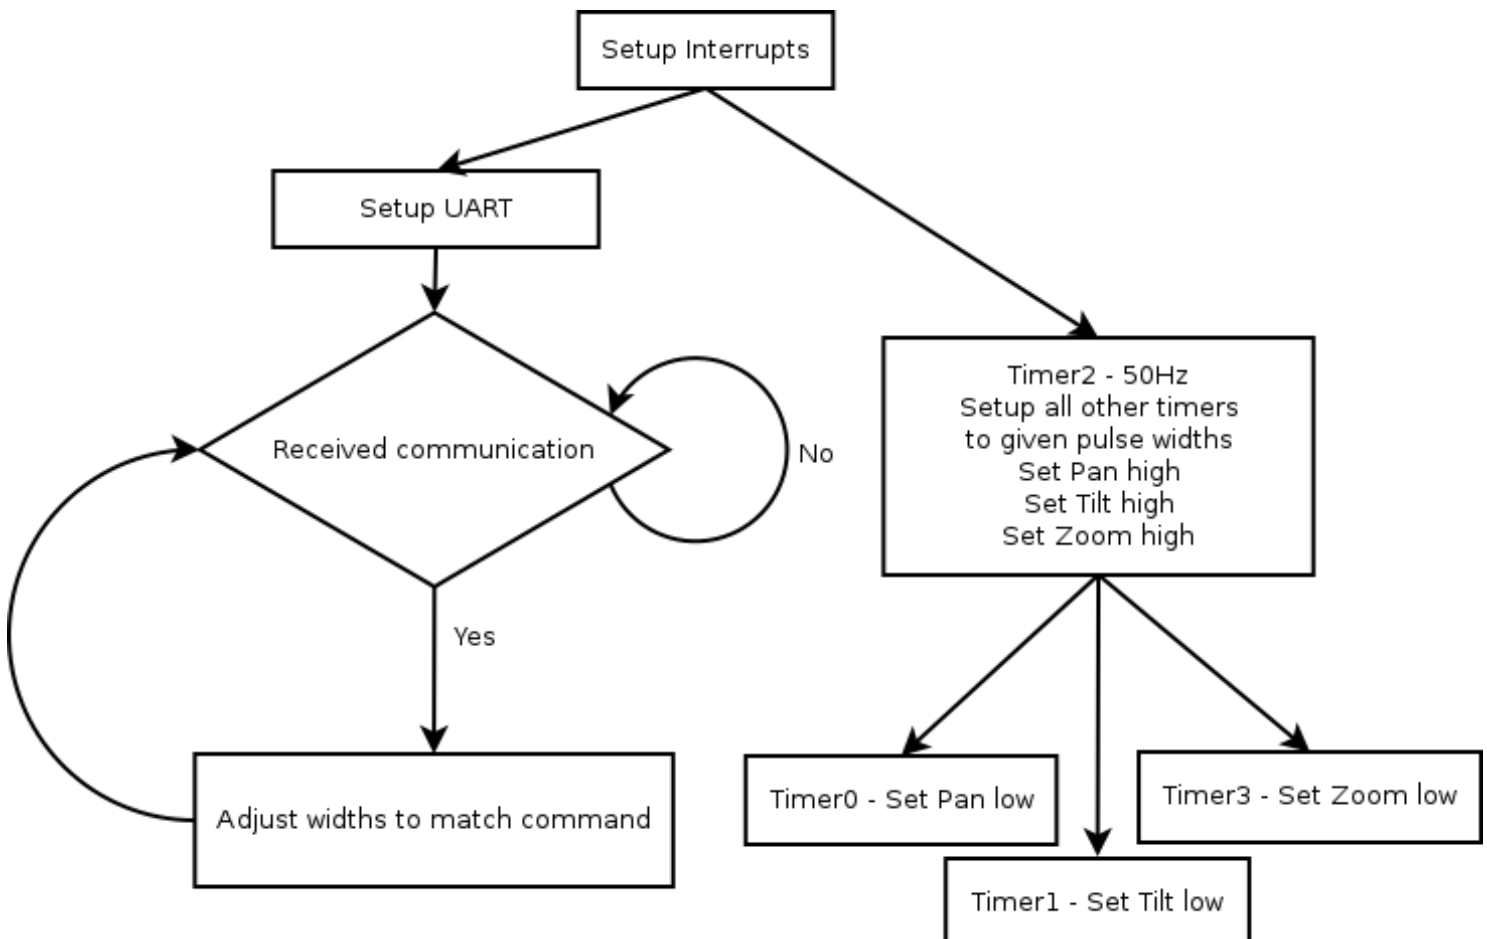 Setup Interrupts
Setup UART
Timer2 - 50Hz
Setup all other timers
to given pulse widths
Set Pan high
Set Tilt high
Set Zoom high
Received communication
No
Yes
Adjust widths to match command
Timer0 - Set Pan low
Timer3 - Set Zoom low
Timer1 - Set Tilt low